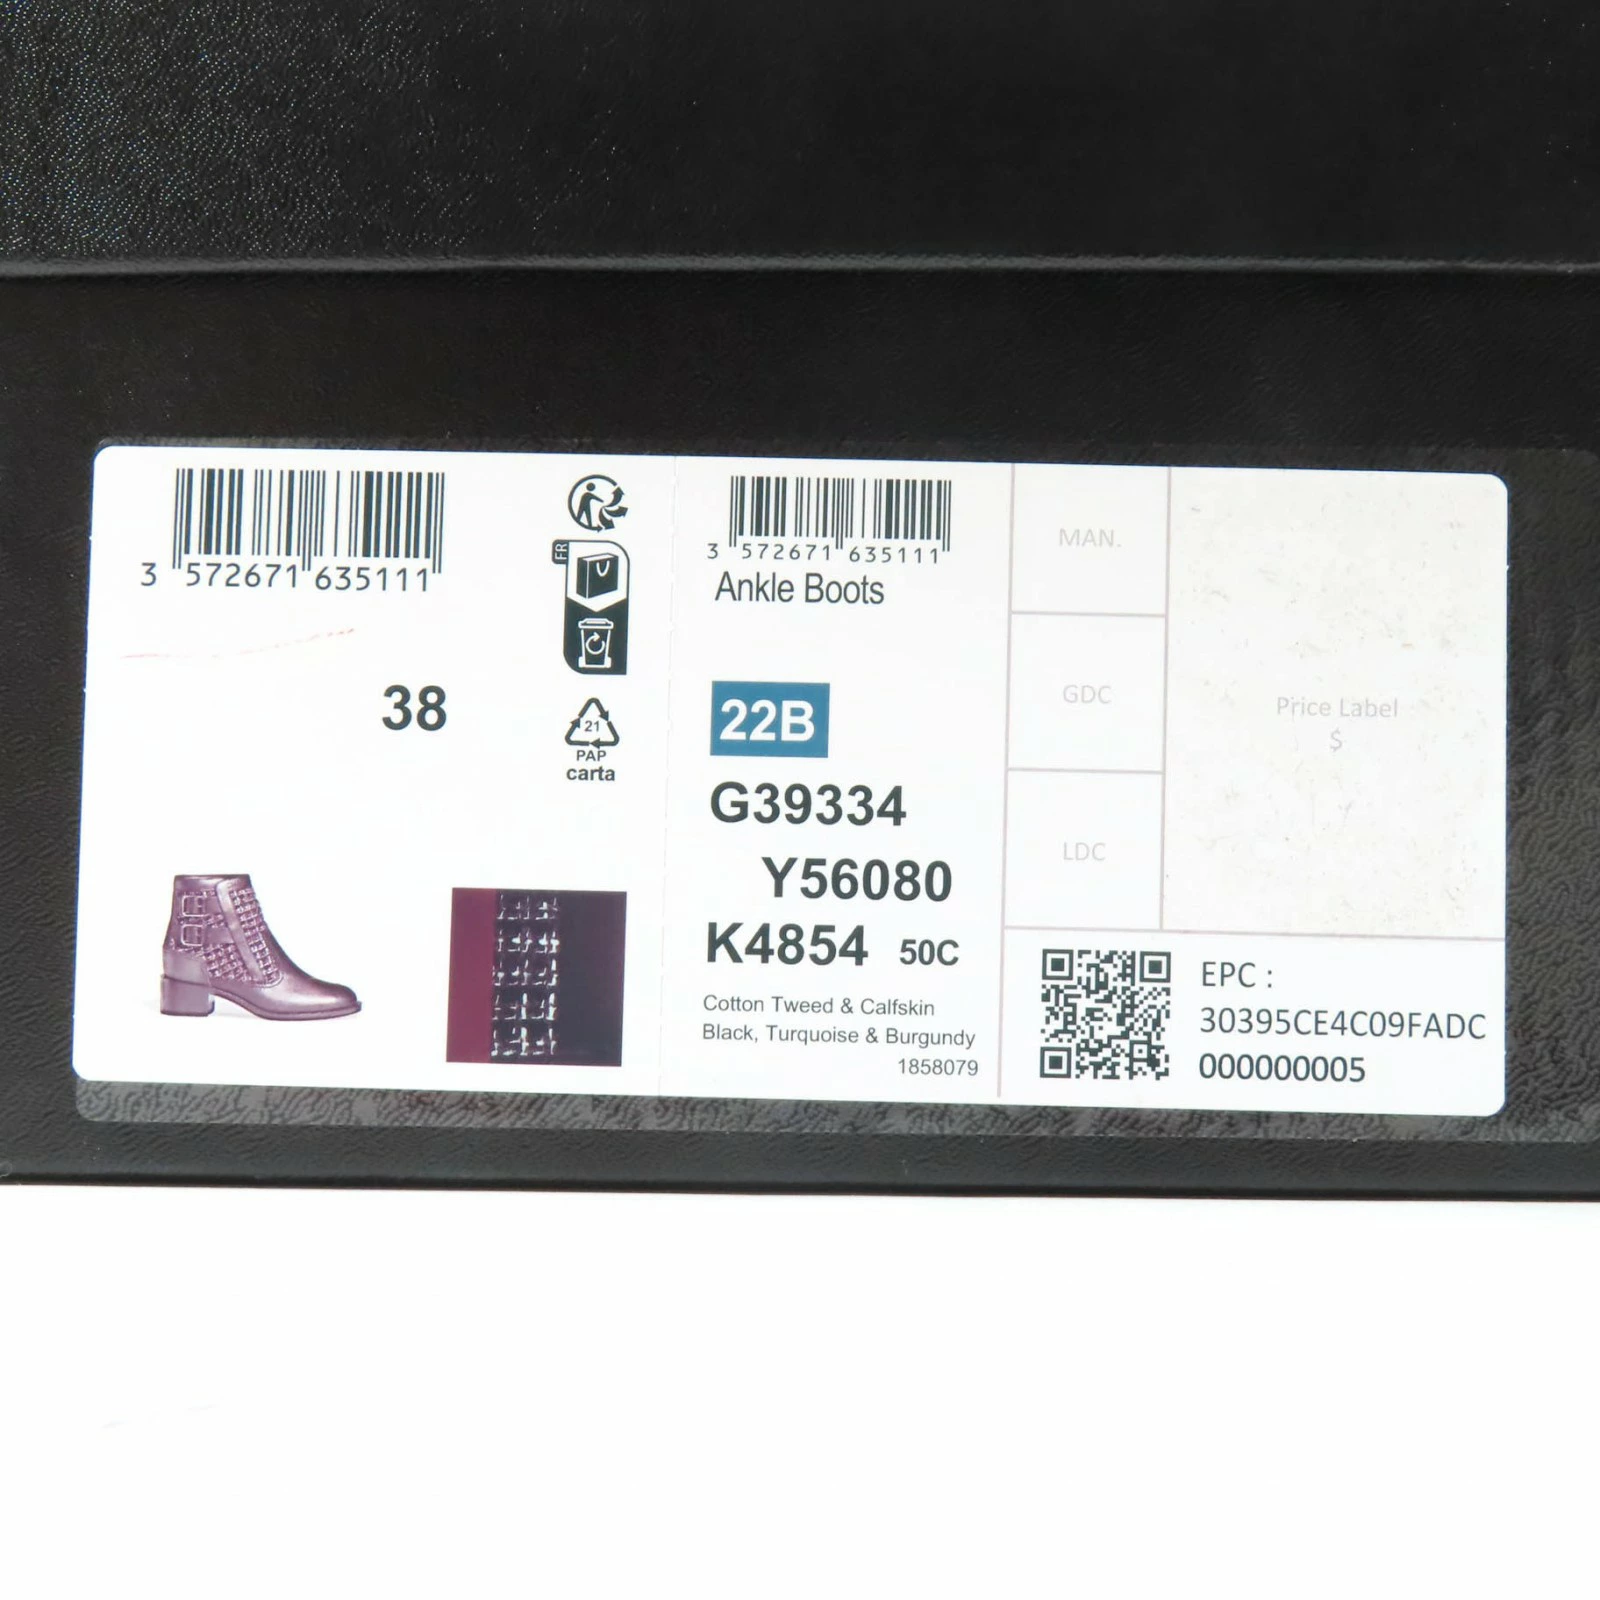 3 572671 635111
FR
38
21
PAP
carta
3 572671 635111
Ankle Boots
22B
G39334
Y56080
K4854 50C
Cotton Tweed & Calfskin
Black, Turquoise & Burgundy
1858079
MAN.
GDC
LDC
Price Label
$
EPC :
30395CE4C09FADC
000000005